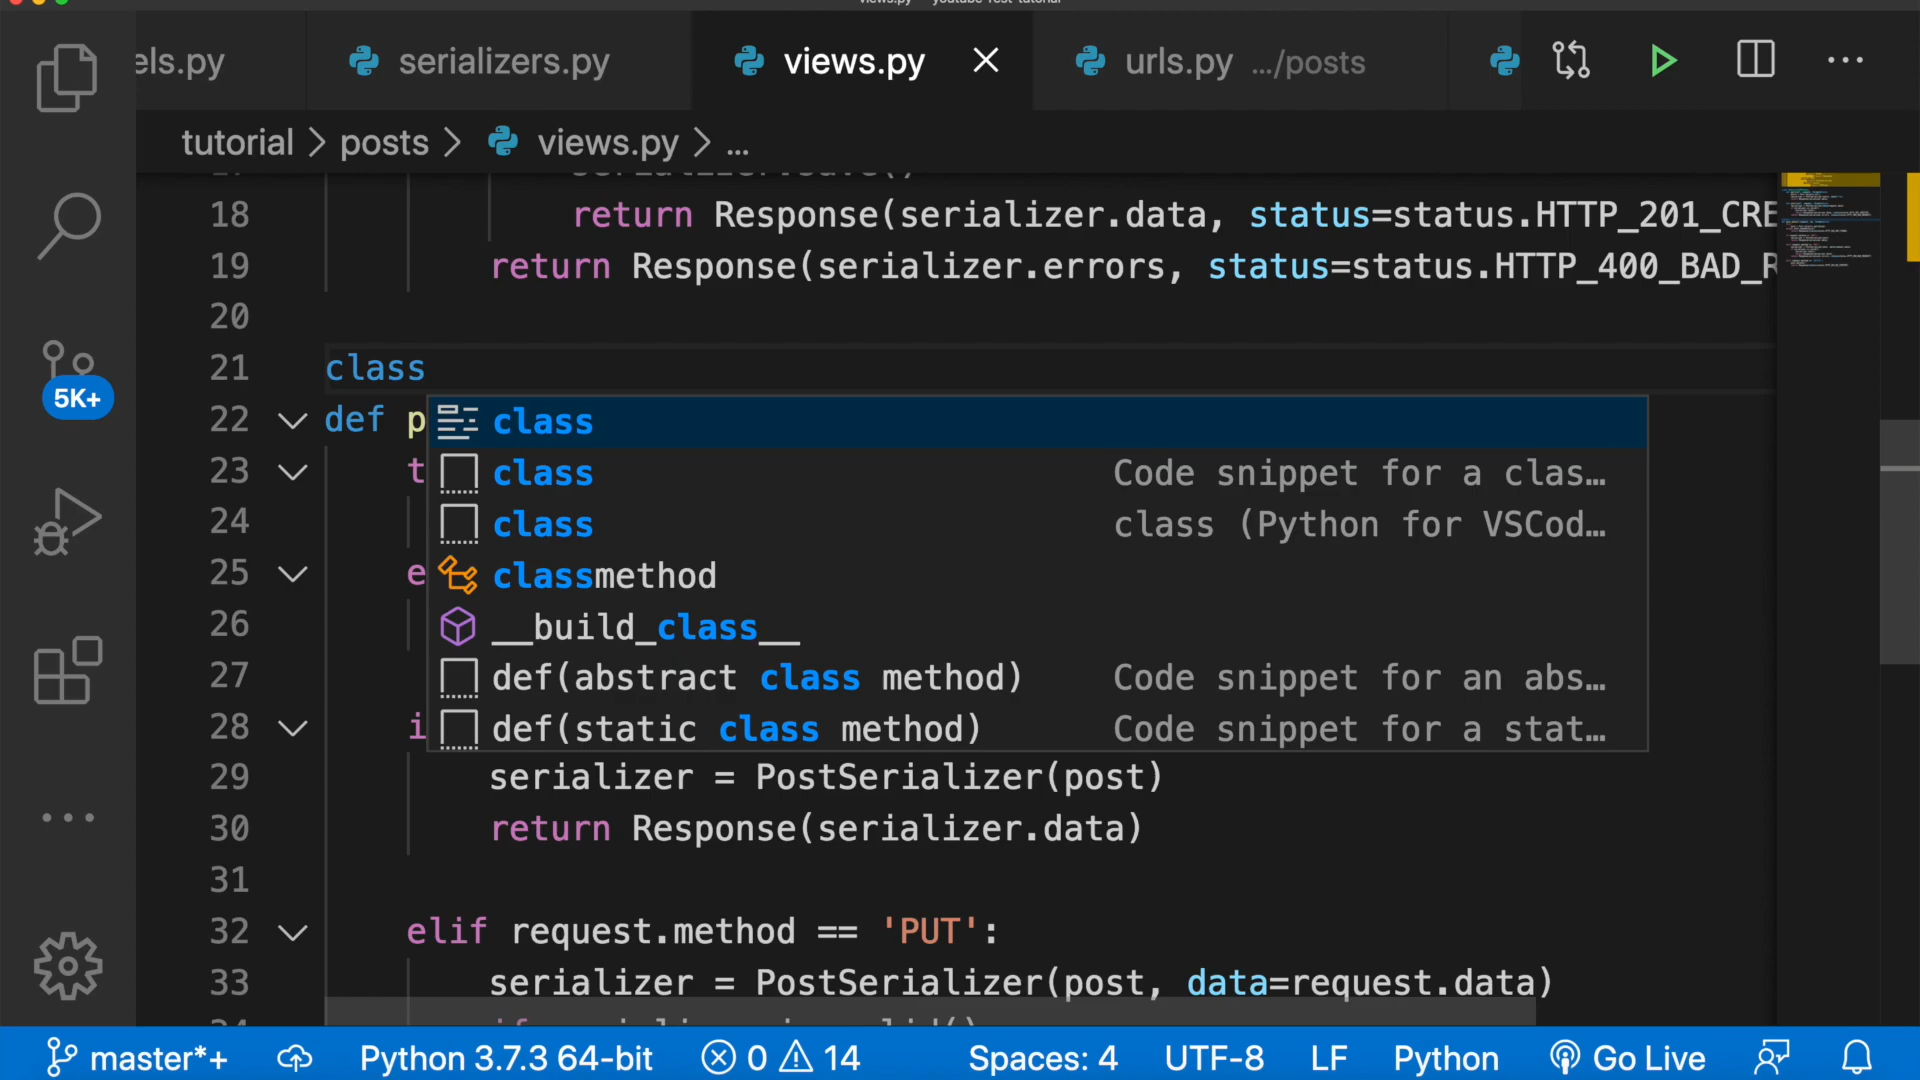 els.py serializers.py views.py urls.py .../posts
tutorial > posts > views.py > ...
18 return Response(serializer.data, status=status.HTTP_201_CRE
19 return Response(serializer.errors, status=status.HTTP_400_BAD_R
20
21 class
22 def p
class
23 t
class Code snippet for a clas…
24
class class (Python for VSCod…
25 e
classmethod
26
__build_class__
27
def(abstract class method) Code snippet for an abs…
28 i
def(static class method) Code snippet for a stat…
29 serializer = PostSerializer(post)
30 return Response(serializer.data)
31
32 elif request.method == 'PUT':
33 serializer = PostSerializer(post, data=request.data)
5K+
master*+ Python 3.7.3 64-bit 0 14 Spaces: 4 UTF-8 LF Python Go Live